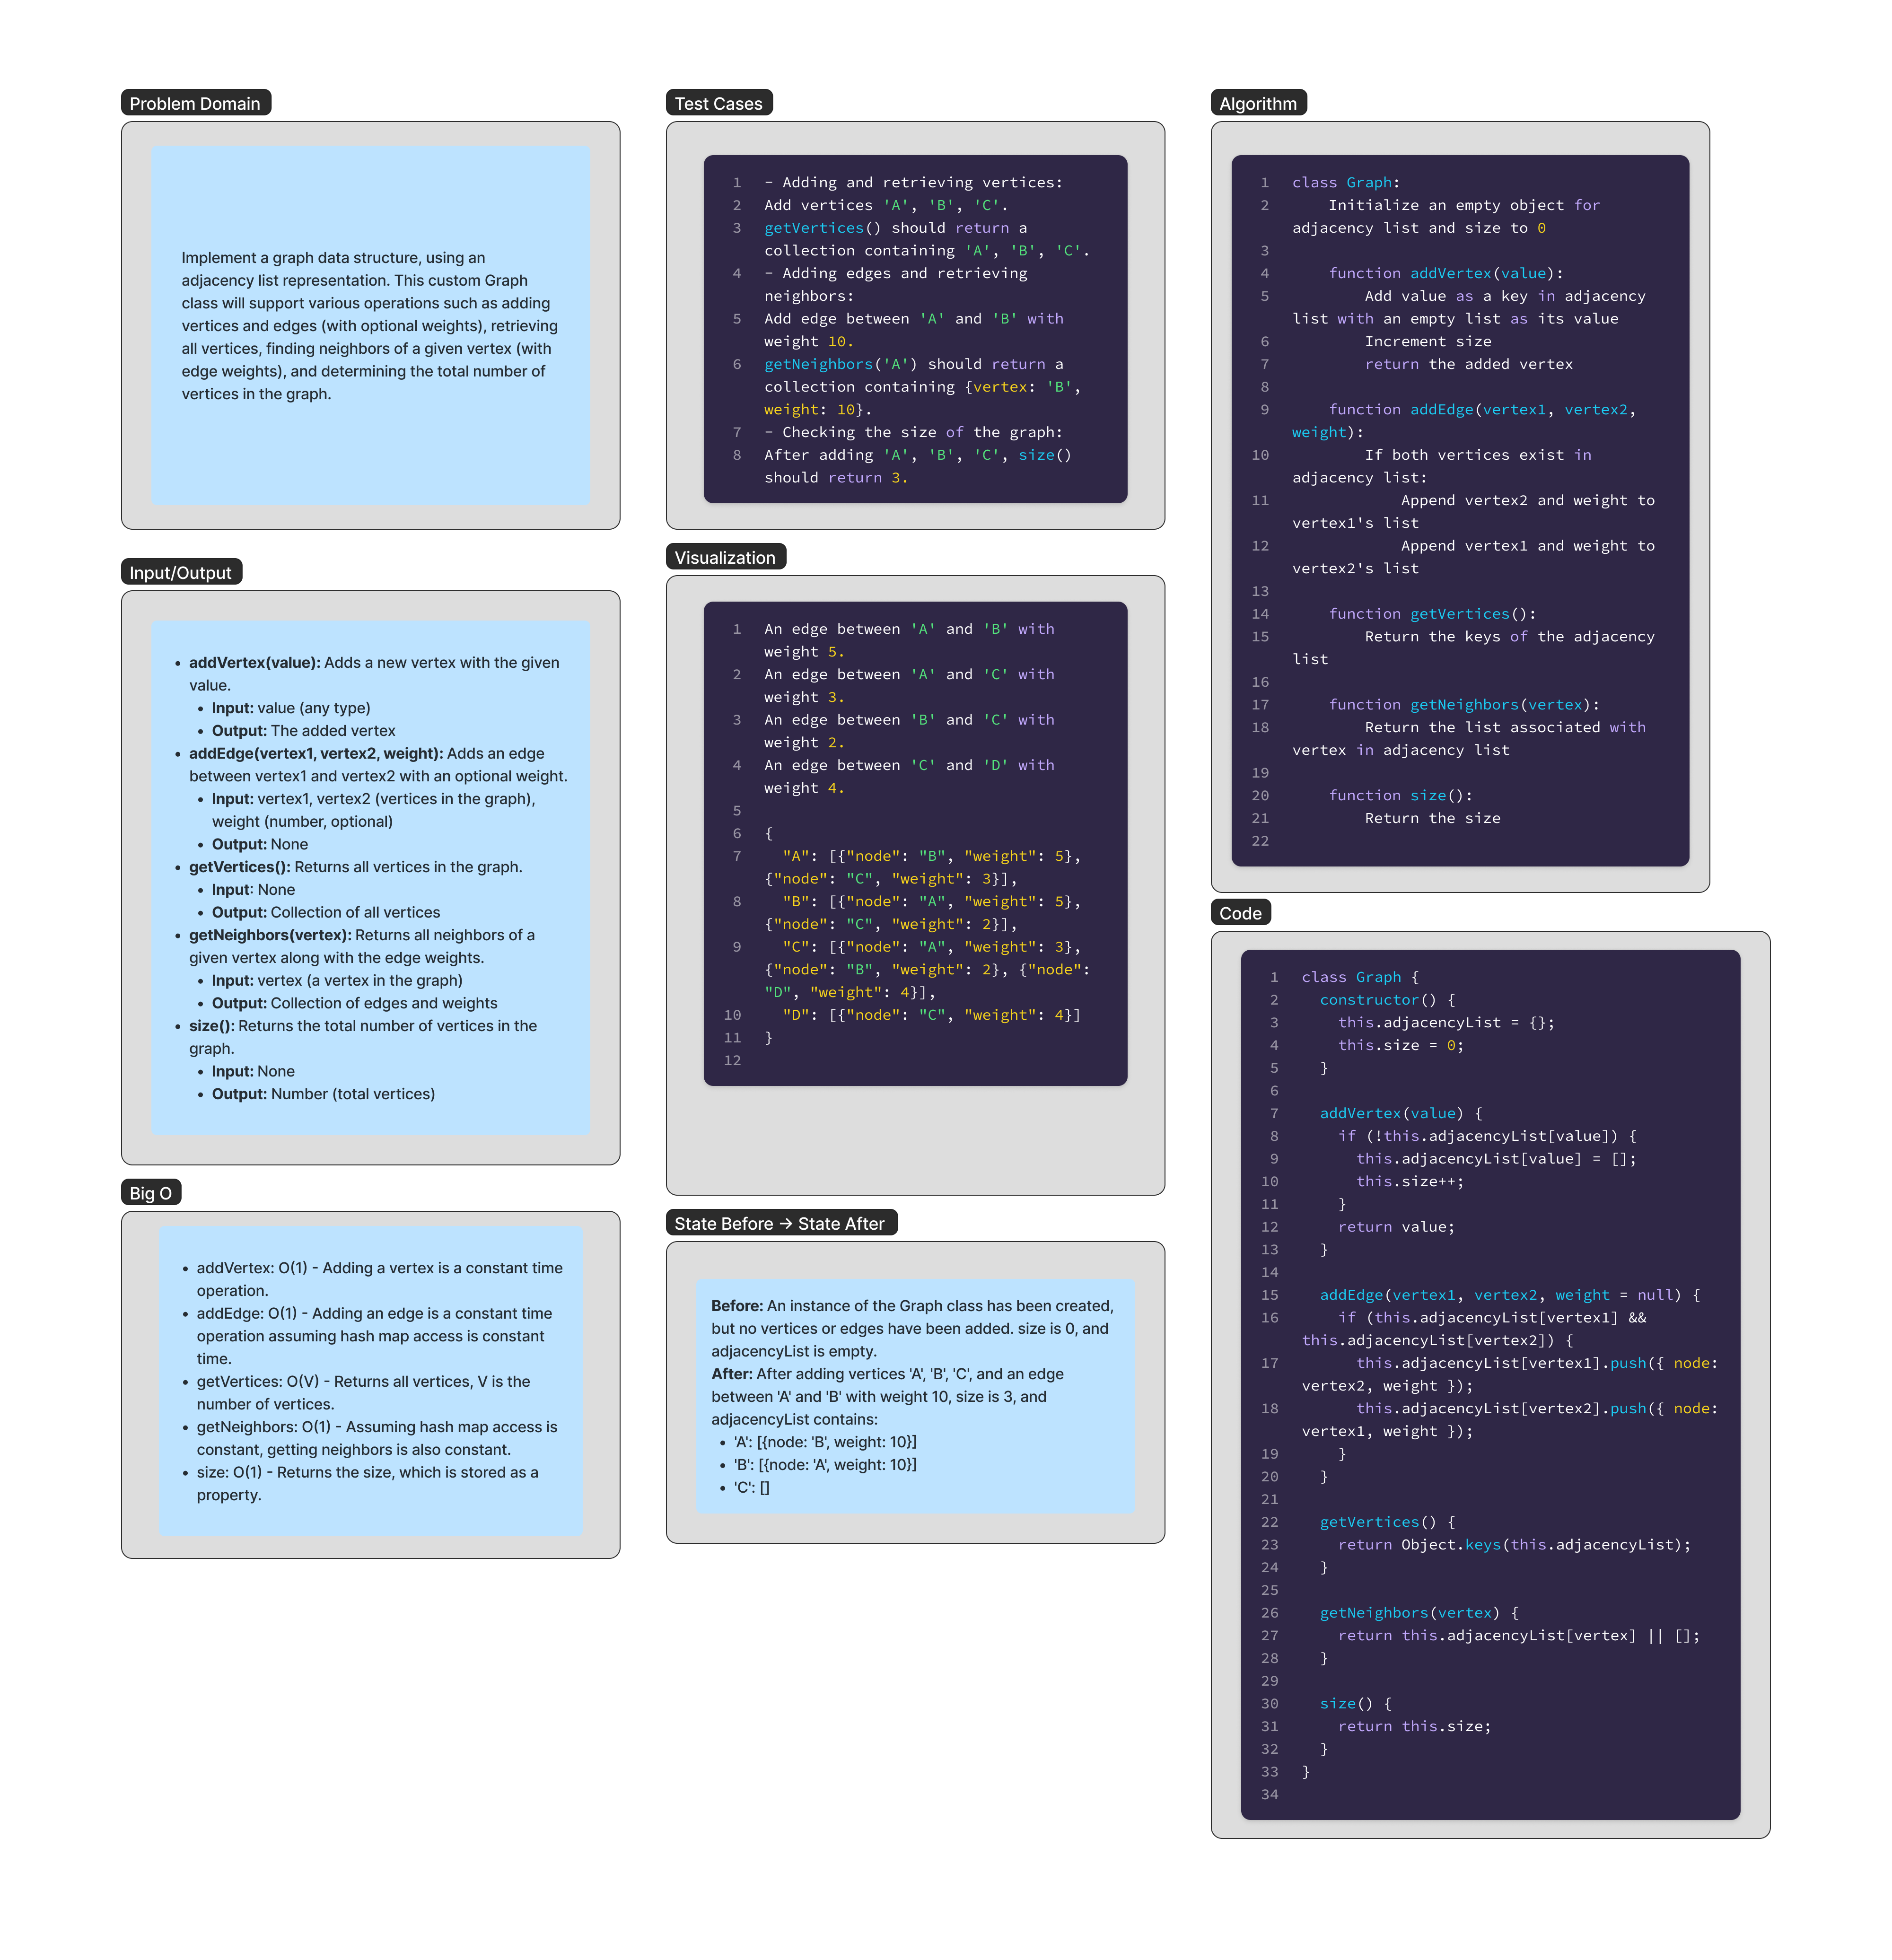 Problem Domain
Implement a graph data structure, using an
adjacency list representation. This custom Graph
class will support various operations such as adding
vertices and edges (with optional weights), retrieving
all vertices, finding neighbors of a given vertex (with
edge weights), and determining the total number of
vertices in the graph.
Input/Output
• addVertex(value): Adds a new vertex with the given
value.
• Input: value (any type)
• Output: The added vertex
• addEdge(vertex1, vertex2, weight): Adds an edge
between vertex1 and vertex2 with an optional weight.
• Input: vertex1, vertex2 (vertices in the graph),
weight (number, optional)
• Output: None
• getVertices(): Returns all vertices in the graph.
• Input: None
• Output: Collection of all vertices
• getNeighbors(vertex): Returns all neighbors of a
given vertex along with the edge weights.
• Input: vertex (a vertex in the graph)
• Output: Collection of edges and weights
• size(): Returns the total number of vertices in the
graph.
• Input: None
• Output: Number (total vertices)
Big O
• addVertex: O(1) - Adding a vertex is a constant time
operation.
• addEdge: O(1) - Adding an edge is a constant time
operation assuming hash map access is constant
time.
• getVertices: O(V) - Returns all vertices, V is the
number of vertices.
• getNeighbors: O(1) - Assuming hash map access is
constant, getting neighbors is also constant.
• size: O(1) - Returns the size, which is stored as a
property.
Test Cases
1 - Adding and retrieving vertices:
2 Add vertices 'A', 'B', 'C'.
3 getVertices() should return a
collection containing 'A', 'B', 'C'.
4 - Adding edges and retrieving
neighbors:
5 Add edge between 'A' and 'B' with
weight 10.
6 getNeighbors('A') should return a
collection containing {vertex: 'B',
weight: 10}.
7 - Checking the size of the graph:
8 After adding 'A', 'B', 'C', size()
should return 3.
Visualization
1 An edge between 'A' and 'B' with
weight 5.
2 An edge between 'A' and 'C' with
weight 3.
3 An edge between 'B' and 'C' with
weight 2.
4 An edge between 'C' and 'D' with
weight 4.
5
6 {
7   "A": [{"node": "B", "weight": 5},
{"node": "C", "weight": 3}],
8   "B": [{"node": "A", "weight": 5},
{"node": "C", "weight": 2}],
9   "C": [{"node": "A", "weight": 3},
{"node": "B", "weight": 2}, {"node":
"D", "weight": 4}],
10   "D": [{"node": "C", "weight": 4}]
11 }
12
State Before → State After
Before: An instance of the Graph class has been created,
but no vertices or edges have been added. size is 0, and
adjacencyList is empty.
After: After adding vertices 'A', 'B', 'C', and an edge
between 'A' and 'B' with weight 10, size is 3, and
adjacencyList contains:
• 'A': [{node: 'B', weight: 10}]
• 'B': [{node: 'A', weight: 10}]
• 'C': []
Algorithm
1 class Graph:
2     Initialize an empty object for
adjacency list and size to 0
3
4     function addVertex(value):
5         Add value as a key in adjacency
list with an empty list as its value
6         Increment size
7         return the added vertex
8
9     function addEdge(vertex1, vertex2,
weight):
10         If both vertices exist in
adjacency list:
11             Append vertex2 and weight to
vertex1's list
12             Append vertex1 and weight to
vertex2's list
13
14     function getVertices():
15         Return the keys of the adjacency
list
16
17     function getNeighbors(vertex):
18         Return the list associated with
vertex in adjacency list
19
20     function size():
21         Return the size
22
Code
1 class Graph {
2   constructor() {
3     this.adjacencyList = {};
4     this.size = 0;
5   }
6
7   addVertex(value) {
8     if (!this.adjacencyList[value]) {
9       this.adjacencyList[value] = [];
10       this.size++;
11     }
12     return value;
13   }
14
15   addEdge(vertex1, vertex2, weight = null) {
16     if (this.adjacencyList[vertex1] &&
this.adjacencyList[vertex2]) {
17       this.adjacencyList[vertex1].push({ node:
vertex2, weight });
18       this.adjacencyList[vertex2].push({ node:
vertex1, weight });
19     }
20   }
21
22   getVertices() {
23     return Object.keys(this.adjacencyList);
24   }
25
26   getNeighbors(vertex) {
27     return this.adjacencyList[vertex] || [];
28   }
29
30   size() {
31     return this.size;
32   }
33 }
34